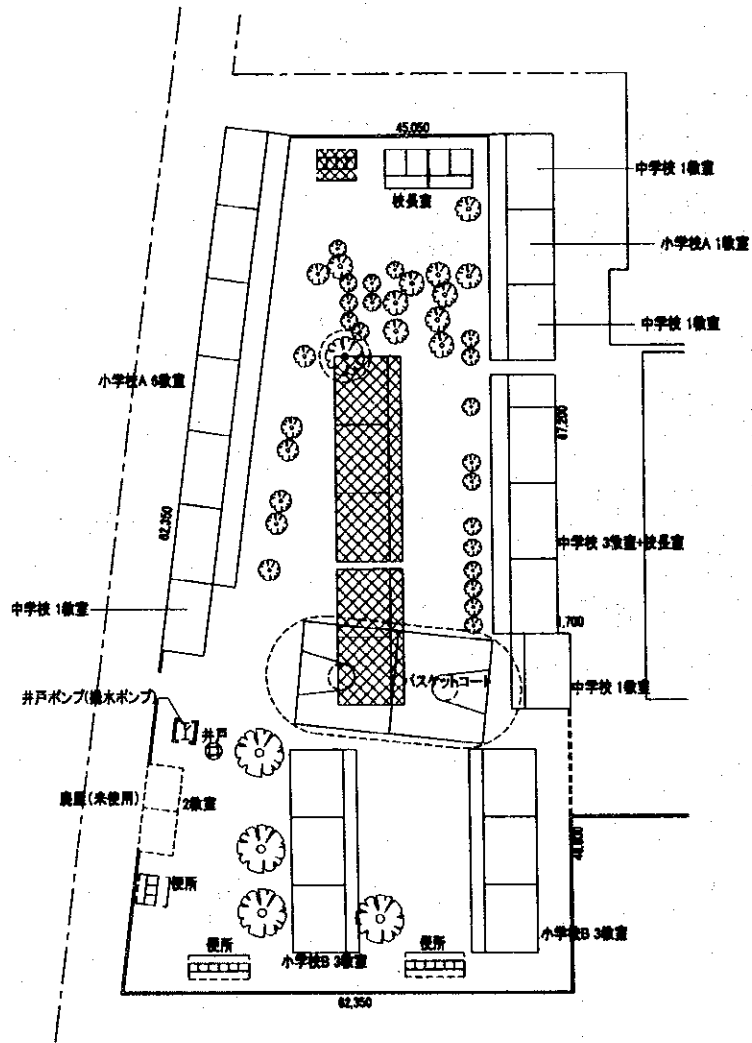 45,050
中学校 1教室
校長室
小学校A 1教室
中学校 1教室
小学校A 6教室
67,200
62,350
中学校 3教室+校長室
中学校 1教室
1,700
バスケットコート
中学校 1教室
井戸ポンプ(揚水ポンプ)
井戸
廃屋(未使用)
2教室
40,800
便所
便所
便所
小学校B 3教室
小学校B 3教室
62,350